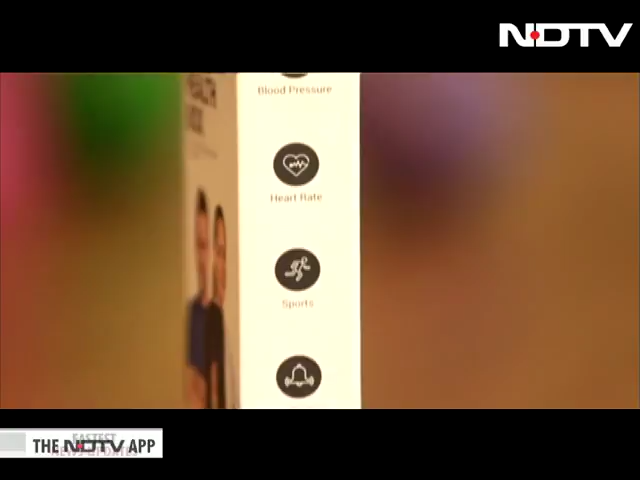 NDTV
Blood Pressure
Heart Rate
Sports
THE NDTV APP